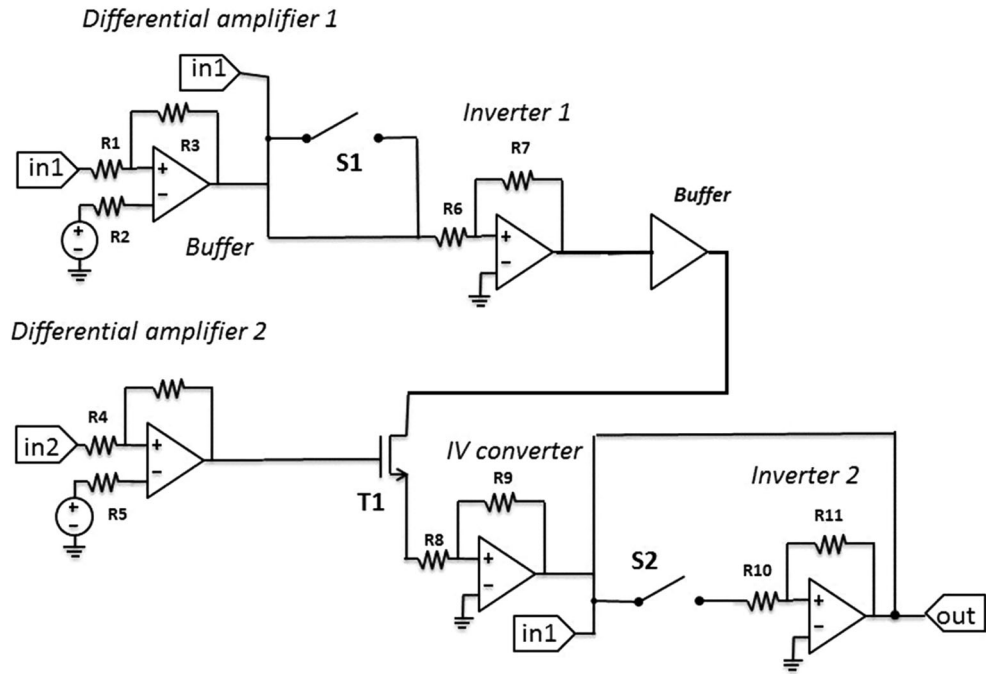 Differential amplifier 1
in1
Inverter 1
R1
R3
R7
in1
+
−
S1
Buffer
R6
R2
+
−
Buffer
+
−
Differential amplifier 2
R4
in2
+
−
IV converter
R9
Inverter 2
T1
R5
+
−
R8
+
−
S2
R11
R10
+
−
in1
out